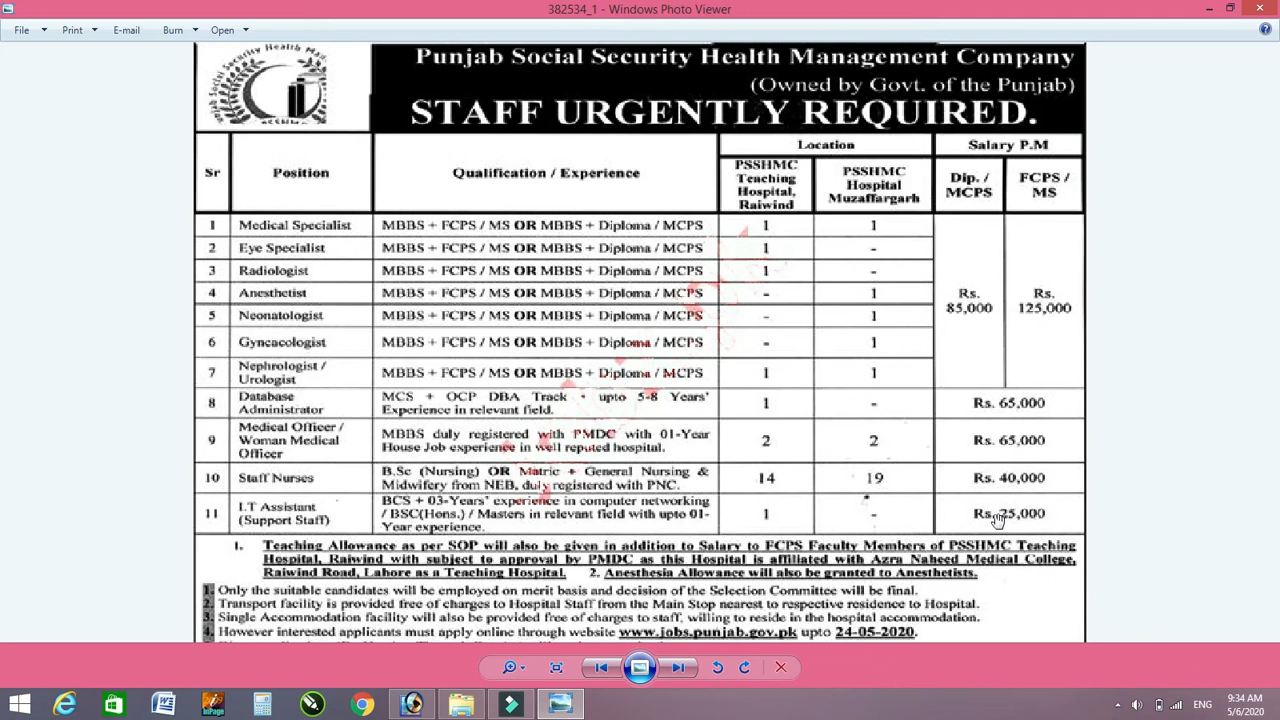 382534_1 - Windows Photo Viewer
File Print E-mail Burn Open
Punjab Social Security Health Management Company
(Owned by Govt. of the Punjab)
STAFF URGENTLY REQUIRED.
Punjab Social Security Health
Sr Position Qualification / Experience Location Salary P.M
PSSHMC Teaching Hospital, Raiwind PSSHMC Hospital Muzaffargarh Dip. / MCPS FCPS / MS
1 Medical Specialist MBBS + FCPS / MS OR MBBS + Diploma / MCPS 1 1
2 Eye Specialist MBBS + FCPS / MS OR MBBS + Diploma / MCPS 1 -
3 Radiologist MBBS + FCPS / MS OR MBBS + Diploma / MCPS 1 -
4 Anesthetist MBBS + FCPS / MS OR MBBS + Diploma / MCPS - 1 Rs. 85,000 Rs. 125,000
5 Neonatologist MBBS + FCPS / MS OR MBBS + Diploma / MCPS - 1
6 Gyneacologist MBBS + FCPS / MS OR MBBS + Diploma / MCPS - 1
7 Nephrologist / Urologist MBBS + FCPS / MS OR MBBS + Diploma / MCPS 1 1
8 Database Administrator MCS + OCP DBA Track - upto 5-8 Years' Experience in relevant field. 1 - Rs. 65,000
9 Medical Officer / Woman Medical Officer MBBS duly registered with PMDC with 01-Year House Job experience in well reputed hospital. 2 2 Rs. 65,000
10 Staff Nurses B.Sc (Nursing) OR Matric + General Nursing & Midwifery from NEB, duly registered with PNC. 14 19 Rs. 40,000
11 I.T Assistant (Support Staff) BCS + 03-Years' experience in computer networking / BSC(Hons.) / Masters in relevant field with upto 01-Year experience. 1 - Rs. 25,000
1. Teaching Allowance as per SOP will also be given in addition to Salary to FCPS Faculty Members of PSSHMC Teaching
Hospital, Raiwind with subject to approval by PMDC as this Hospital is affiliated with Azra Naheed Medical College,
Raiwind Road, Lahore as a Teaching Hospital. 2. Anesthesia Allowance will also be granted to Anesthetists.
1. Only the suitable candidates will be employed on merit basis and decision of the Selection Committee will be final.
2. Transport facility is provided free of charges to Hospital Staff from the Main Stop nearest to respective residence to Hospital.
3. Single Accommodation facility will also be provided free of charges to staff, willing to reside in the hospital accommodation.
4. However interested applicants must apply online through website www.jobs.punjab.gov.pk upto 24-05-2020.
ENG
9:34 AM
5/6/2020